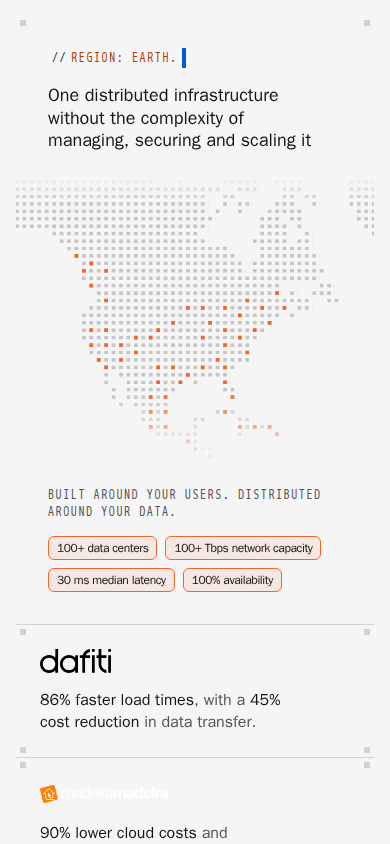 // REGION: EARTH.
One distributed infrastructure
without the complexity of
managing, securing and scaling it
BUILT AROUND YOUR USERS. DISTRIBUTED
AROUND YOUR DATA.
100+ data centers
100+ Tbps network capacity
30 ms median latency
100% availability
dafiti
86% faster load times, with a 45%
cost reduction in data transfer.
madeiramadeira
90% lower cloud costs and